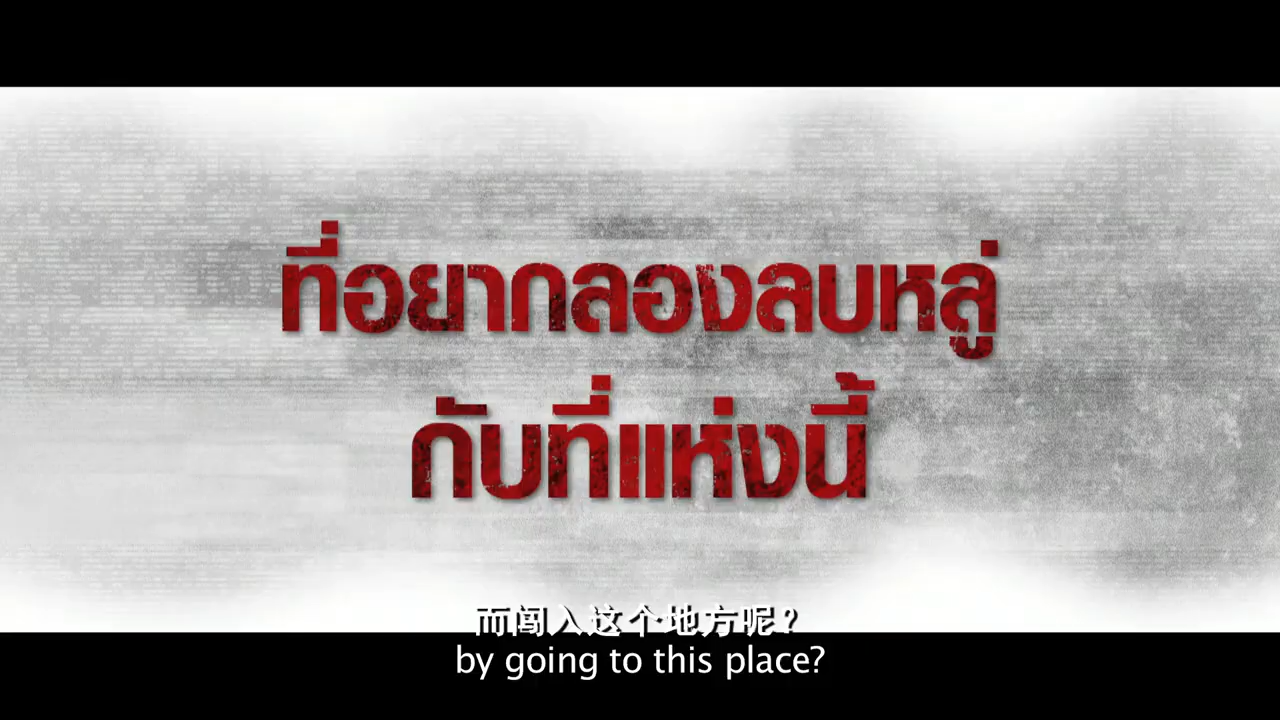 ที่อยากลองลบหลู่
กับที่แห่งนี้
而闯入这个地方呢？
by going to this place?